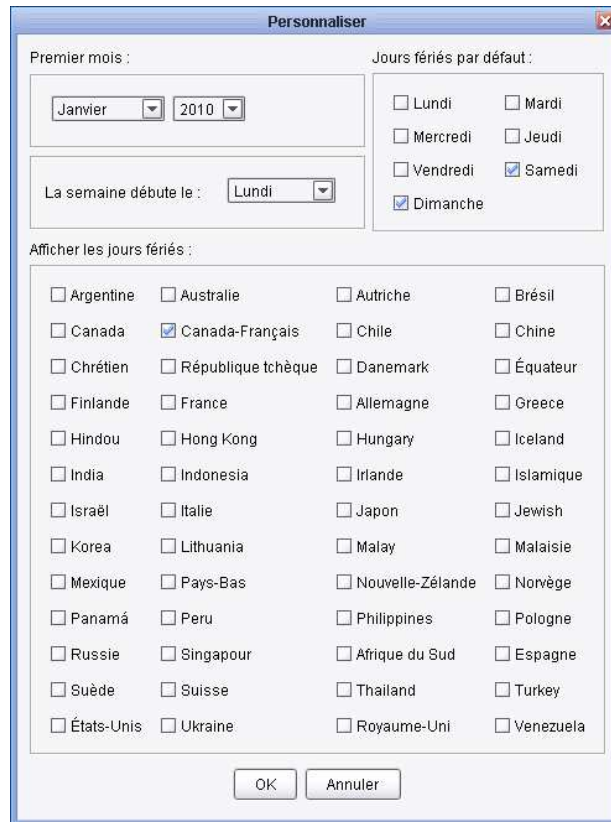 Personnaliser
Premier mois :
Janvier 2010
La semaine débute le : Lundi
Jours fériés par défaut :
Lundi Mardi
Mercredi Jeudi
Vendredi Samedi
Dimanche
Afficher les jours fériés :
Argentine Australie Autriche Brésil
Canada Canada-Français Chile Chine
Chrétien République tchèque Danemark Équateur
Finlande France Allemagne Greece
Hindou Hong Kong Hungary Iceland
India Indonesia Irlande Islamique
Israël Italie Japon Jewish
Korea Lithuania Malay Malaisie
Mexique Pays-Bas Nouvelle-Zélande Norvège
Panamá Peru Philippines Pologne
Russie Singapour Afrique du Sud Espagne
Suède Suisse Thailand Turkey
États-Unis Ukraine Royaume-Uni Venezuela
OK Annuler